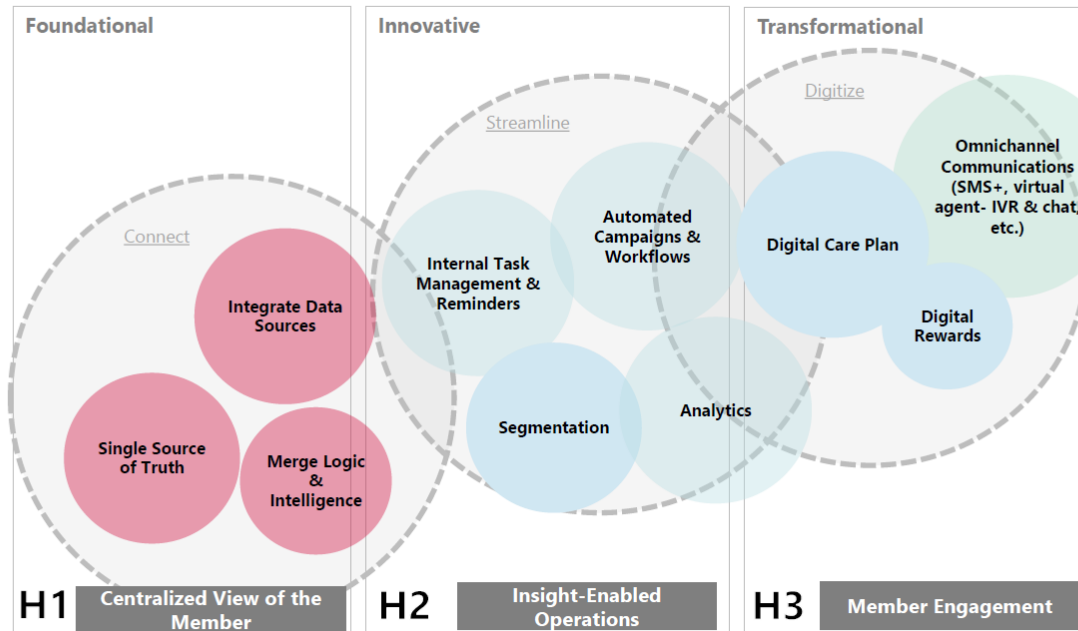 Foundational
Innovative
Transformational
Connect
Integrate Data
Sources
Single Source
of Truth
Merge Logic
&
Intelligence
Streamline
Internal Task
Management &
Reminders
Automated
Campaigns &
Workflows
Segmentation
Analytics
Digitize
Digital Care Plan
Omnichannel
Communications
(SMS+, virtual
agent- IVR & chat,
etc.)
Digital
Rewards
H1
Centralized View of the
Member
H2
Insight-Enabled
Operations
H3
Member Engagement